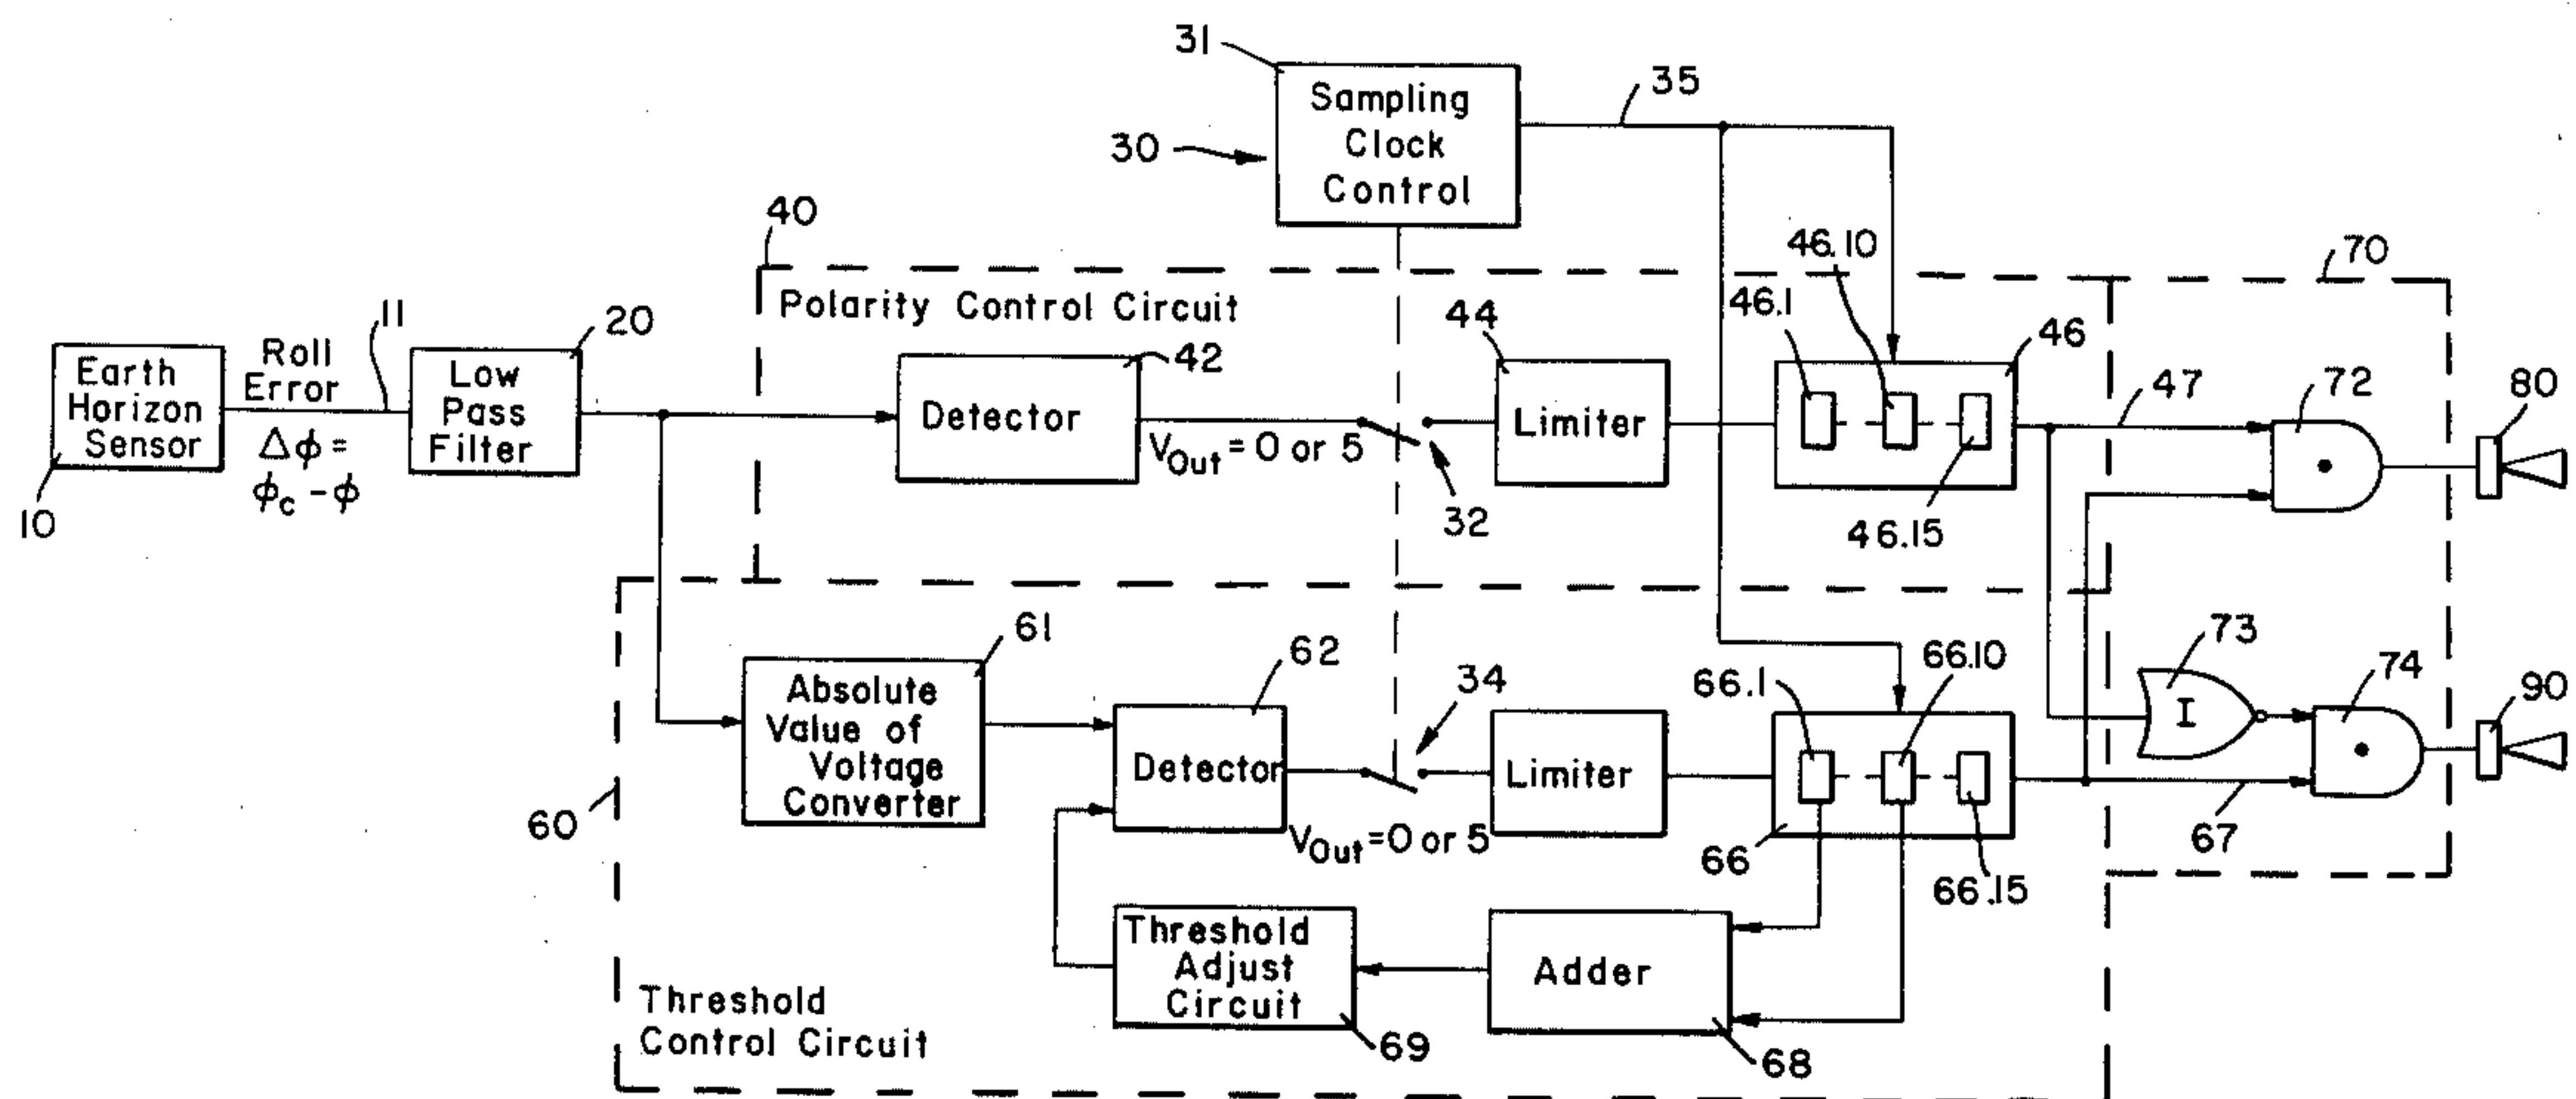 31
Sampling
Clock
Control
35
30
40
46.10
70
Polarity Control Circuit
46.1
11
20
44
46
Earth
Horizon
Sensor
Roll
Error
Δϕ =
ϕc - ϕ
Low
Pass
Filter
42
Detector
VOut = 0 or 5
Limiter
47
72
80
10
32
46.15
61
62
34
66.1
66.10
73
74
90
Absolute
Value of
Voltage
Converter
Detector
Limiter
I
60
VOut=0 or 5
66
66.15
67
Threshold
Adjust
Circuit
Adder
Threshold
Control Circuit
69
68